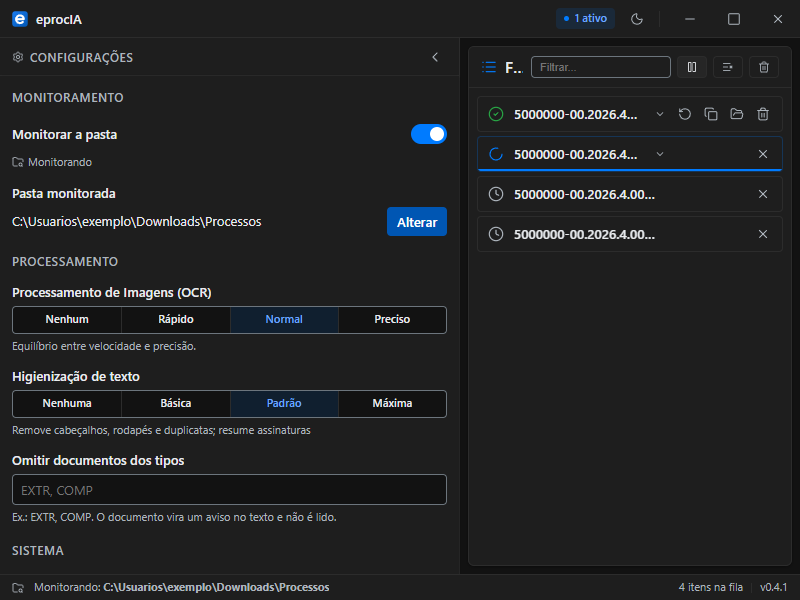 eprocIA
1 ativo
CONFIGURAÇÕES
MONITORAMENTO
Monitorar a pasta
Monitorando
Pasta monitorada
C:\Usuarios\exemplo\Downloads\Processos
Alterar
PROCESSAMENTO
Processamento de Imagens (OCR)
Nenhum Rápido Normal Preciso
Equilíbrio entre velocidade e precisão.
Higienização de texto
Nenhuma Básica Padrão Máxima
Remove cabeçalhos, rodapés e duplicatas; resume assinaturas
Omitir documentos dos tipos
EXTR, COMP
Ex.: EXTR, COMP. O documento vira um aviso no texto e não é lido.
SISTEMA
F... Filtrar...
5000000-00.2026.4...
5000000-00.2026.4...
5000000-00.2026.4.00...
5000000-00.2026.4.00...
Monitorando: C:\Usuarios\exemplo\Downloads\Processos
4 itens na fila v0.4.1